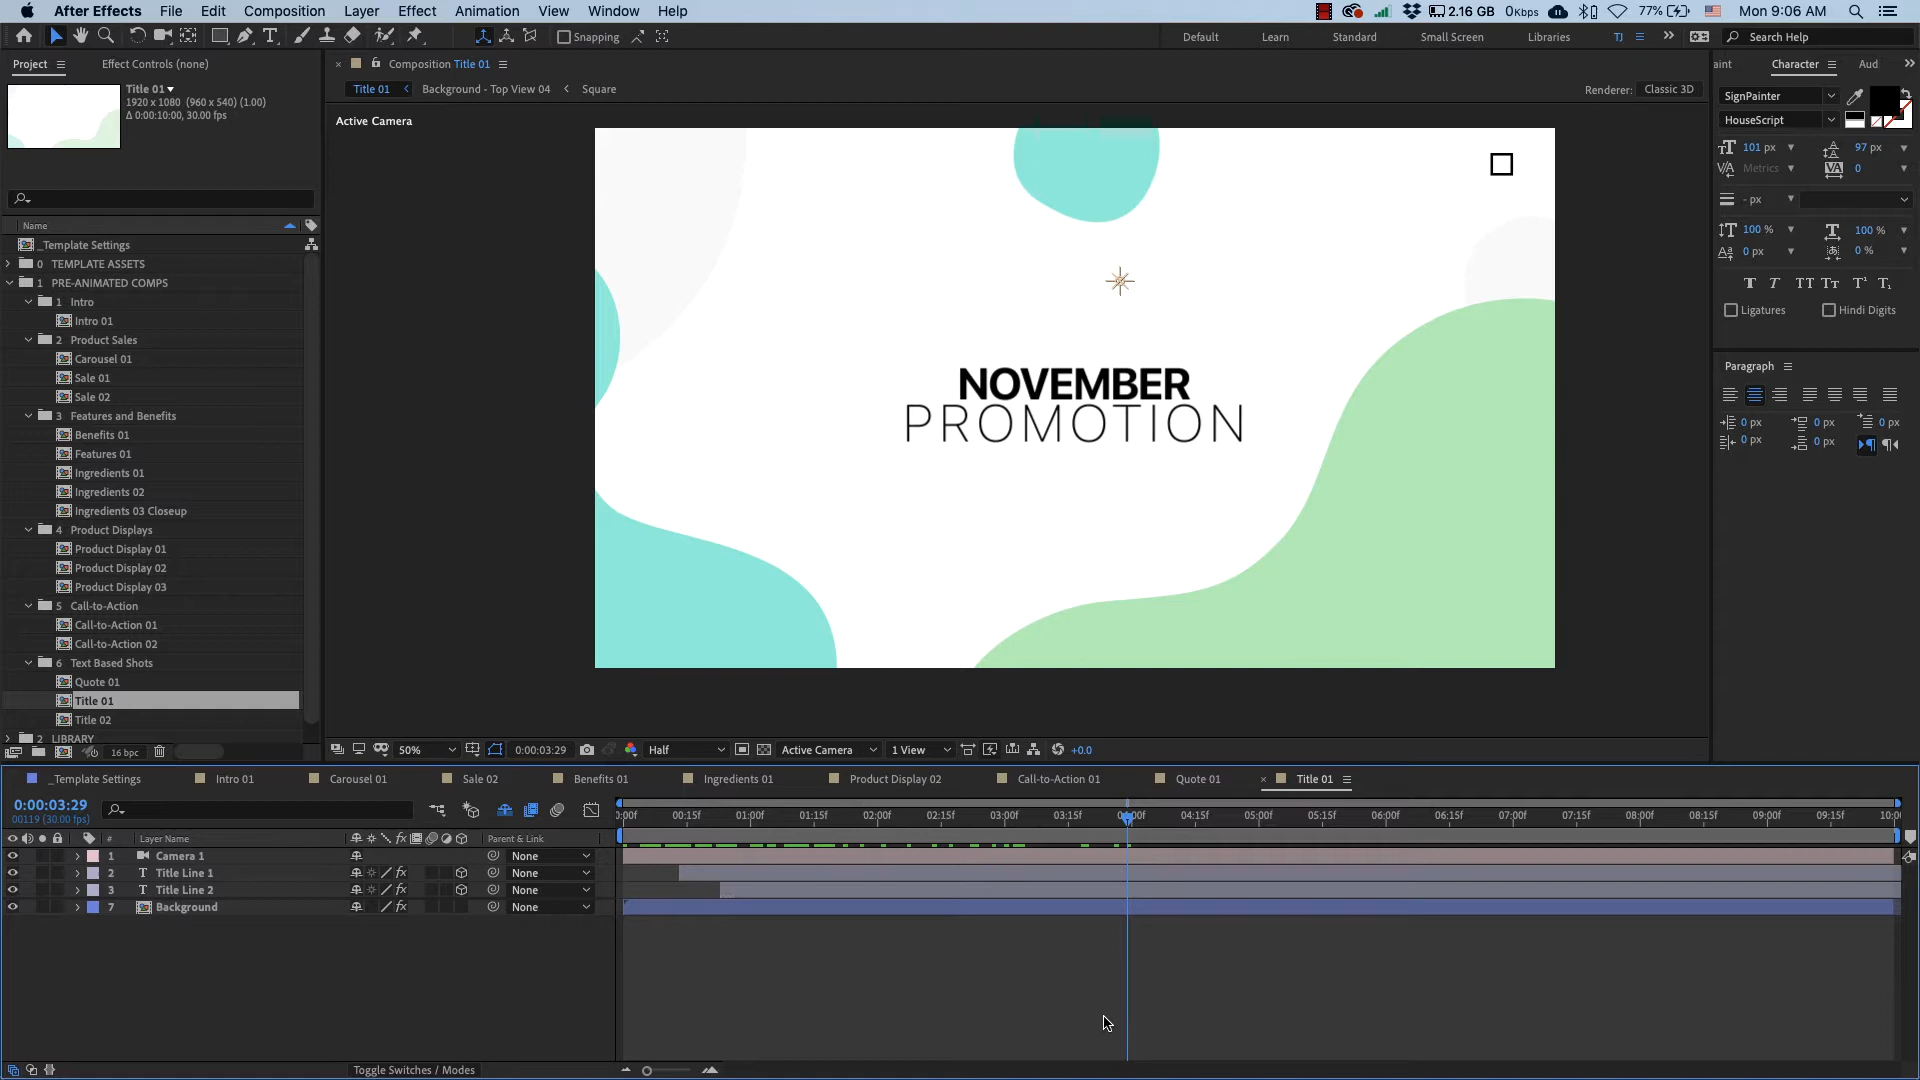 After Effects File Edit Composition Layer Effect Animation View Window Help 2.16 GB 0Kbps 77% Mon 9:06 AM
Snapping Default Learn Standard Small Screen Libraries TJ Search Help
Project Effect Controls (none)
Title 01
1920 x 1080 (960 x 540) (1.00)
Δ 0:00:10:00, 30.00 fps
Name
_Template Settings
0 TEMPLATE ASSETS
1 PRE-ANIMATED COMPS
1 Intro
Intro 01
2 Product Sales
Carousel 01
Sale 01
Sale 02
3 Features and Benefits
Benefits 01
Features 01
Ingredients 01
Ingredients 02
Ingredients 03 Closeup
4 Product Displays
Product Display 01
Product Display 02
Product Display 03
5 Call-to-Action
Call-to-Action 01
Call-to-Action 02
6 Text Based Shots
Quote 01
Title 01
Title 02
2 LIBRARY
16 bpc
Composition Title 01
Title 01 Background - Top View 04 Square Renderer: Classic 3D
Active Camera
NOVEMBER
PROMOTION
50% 0:00:03:29 Half Active Camera 1 View +0.0
aint Character Aud
SignPainter
HouseScript
101 px 97 px
Metrics 0
- px
100 % 100 %
0 px 0 %
T T TT Tt T¹ T₁
Ligatures Hindi Digits
Paragraph
0 px 0 px 0 px
0 px 0 px
_Template Settings Intro 01 Carousel 01 Sale 02 Benefits 01 Ingredients 01 Product Display 02 Call-to-Action 01 Quote 01 Title 01
0:00:03:29
00119 (30.00 fps)
:00f 00:15f 01:00f 01:15f 02:00f 02:15f 03:00f 03:15f 04:15f 05:00f 05:15f 06:00f 06:15f 07:00f 07:15f 08:00f 08:15f 09:00f 09:15f 10:0
# Layer Name Parent & Link
1 Camera 1 None
2 T Title Line 1 None
3 T Title Line 2 None
7 Background None
Toggle Switches / Modes